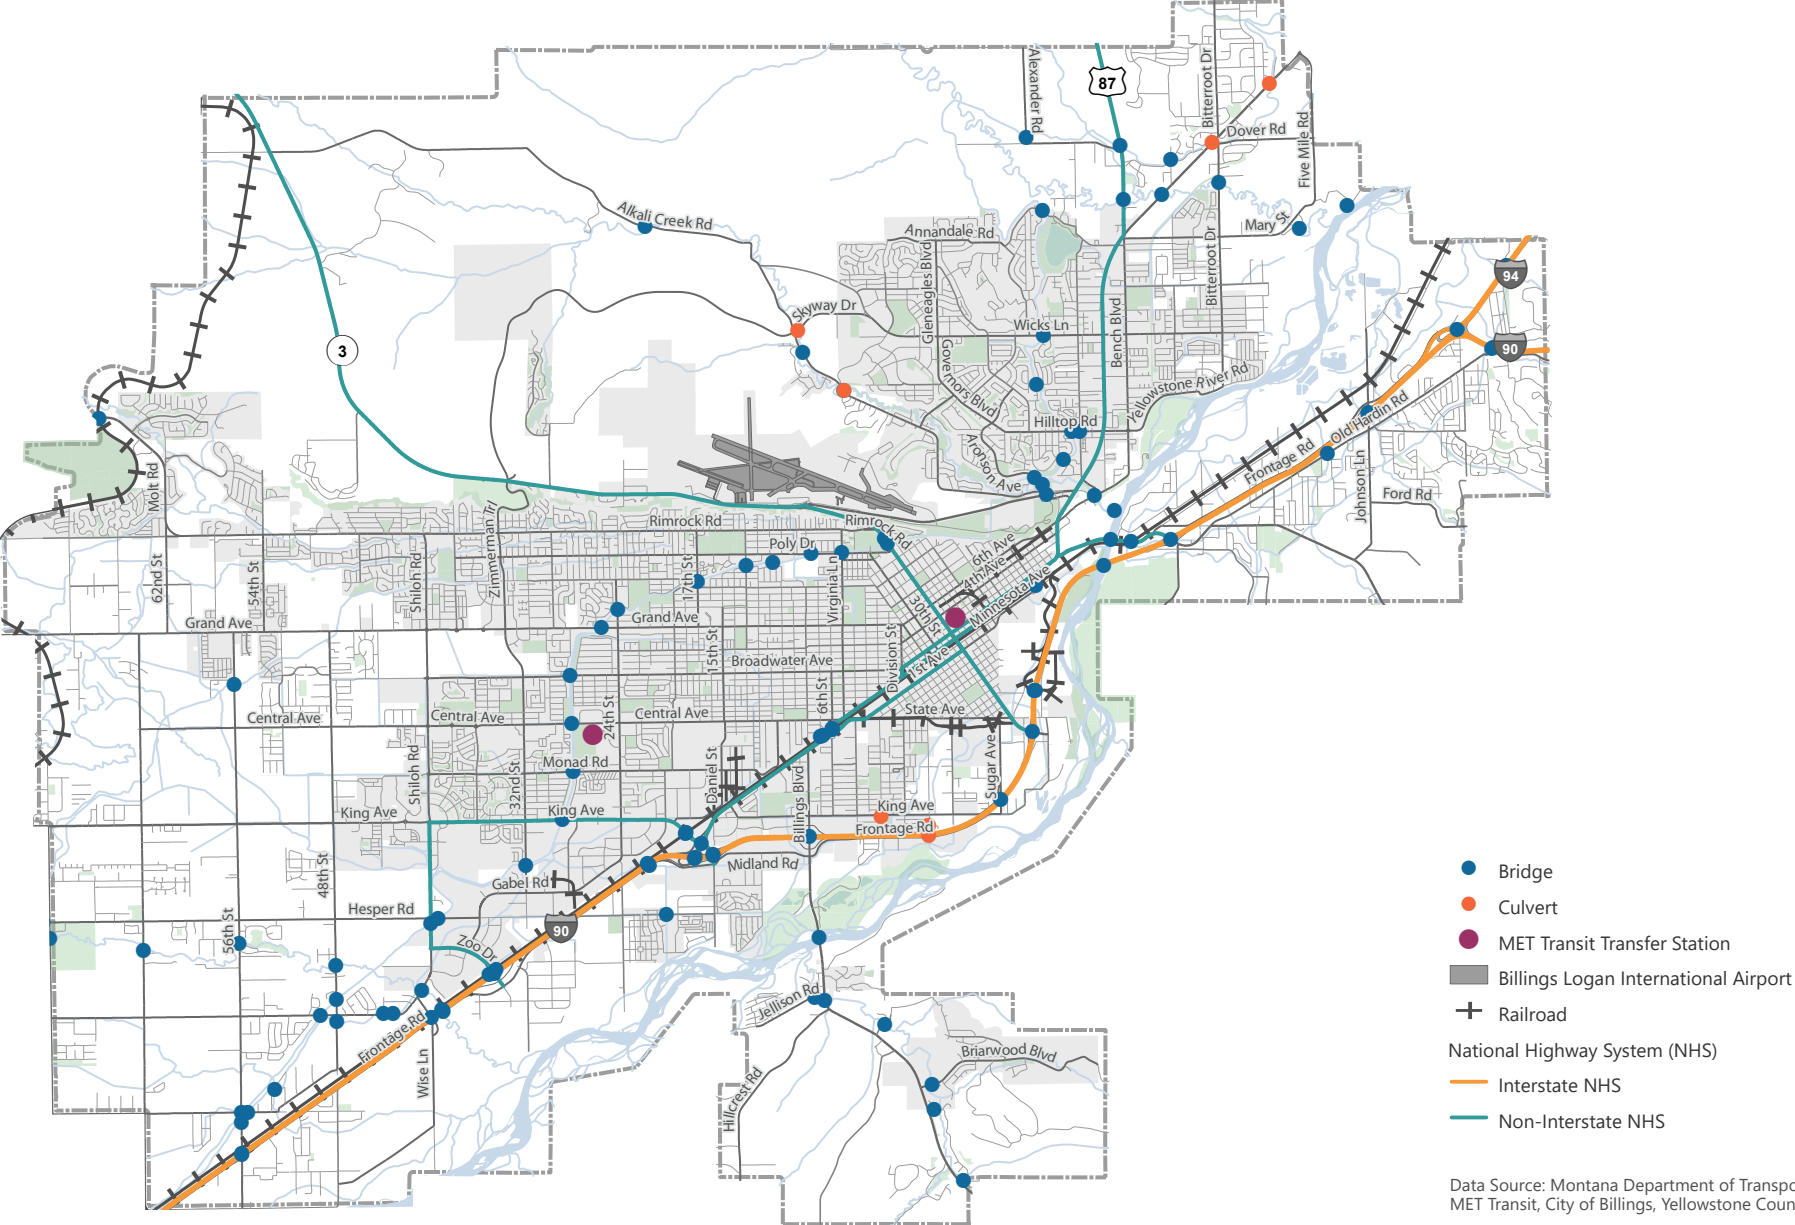 Alexander Rd
87
Bitterroot Dr
Dover Rd
Five Mile Rd
Alkali Creek Rd
Annandale Rd
Mary St
Bitterroot Dr
Gleneagles Blvd
94
Skyway Dr
Wicks Ln
Bench Blvd
3
90
Governors Blvd
Yellowstone River Rd
Hilltop Rd
Old Hardin Rd
Aronson Ave
Frontage Rd
Molt Rd
Johnson Ln
Ford Rd
Zimmerman Trl
Rimrock Rd
Rimrock Rd
Poly Dr
6th Ave
4th Ave
62nd St
54th St
Shiloh Rd
17th St
Virginia Ln
30th St
Minnesota Ave
Grand Ave
Grand Ave
15th St
Broadwater Ave
Division St
1st Ave
Central Ave
Central Ave
24th St
Central Ave
6th St
State Ave
Shiloh Rd
32nd St
Monad Rd
Daniel St
Billings Blvd
Sugar Ave
King Ave
King Ave
King Ave
Frontage Rd
Midland Rd
48th St
Gabel Rd
Hesper Rd
56th St
90
Zoo Dr
Jellison Rd
Frontage Rd
Wise Ln
Hillcrest Rd
Briarwood Blvd
Bridge
Culvert
MET Transit Transfer Station
Billings Logan International Airport
Railroad
National Highway System (NHS)
Interstate NHS
Non-Interstate NHS
Data Source: Montana Department of Transpo
MET Transit, City of Billings, Yellowstone Coun